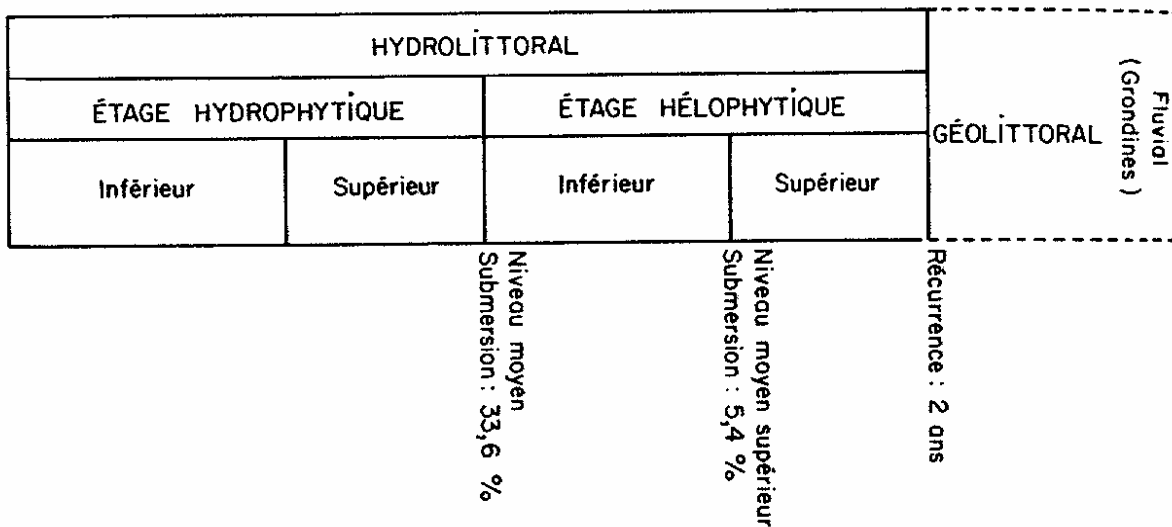 HYDROLITTORAL
ÉTAGE HYDROPHYTIQUE
ÉTAGE HÉLOPHYTIQUE
GÉOLITTORAL
Fluvial
(Grondines)
Inférieur
Supérieur
Inférieur
Supérieur
Niveau moyen
Submersion : 33,6 %
Niveau moyen supérieur
Submersion : 5,4 %
Récurrence : 2 ans